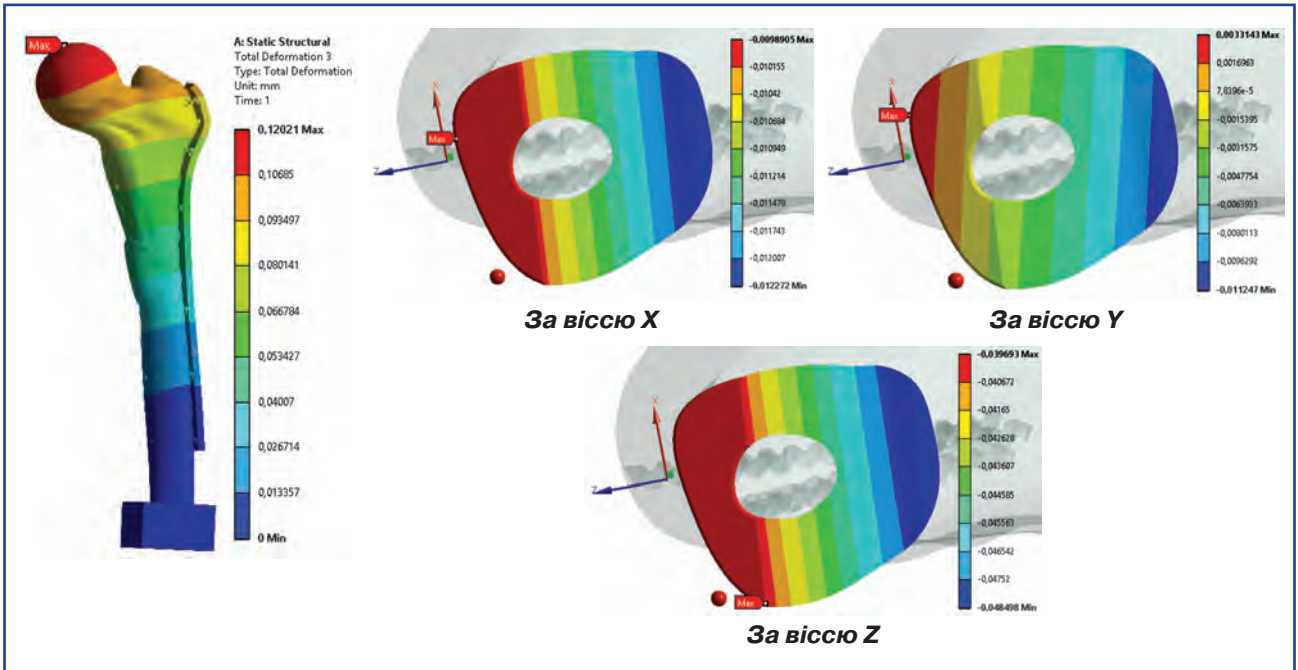 Max
A: Static Structural
Total Deformation 3
Type: Total Deformation
Unit: mm
Time: 1
0,12021 Max
0,10685
0,093497
0,080141
0,066784
0,053427
0,04007
0,026714
0,013357
0 Min
X
Max
Z
-0.0098905 Max
-0,010155
-0,01042
-0,010684
-0,010949
-0,011214
-0,011478
-0,011743
-0,012007
-0.012272 Min
За віссю X
X
Max
Z
0.0033143 Max
0,0016963
7,8396e-5
-0,0015395
-0,0031575
-0,0047754
-0,0063933
-0,0080113
-0,0096292
-0.011247 Min
За віссю Y
X
Z
Max
-0.039693 Max
-0,040672
-0,04165
-0,042628
-0,043607
-0,044585
-0,045563
-0,046542
-0,04752
-0,048498 Min
За віссю Z